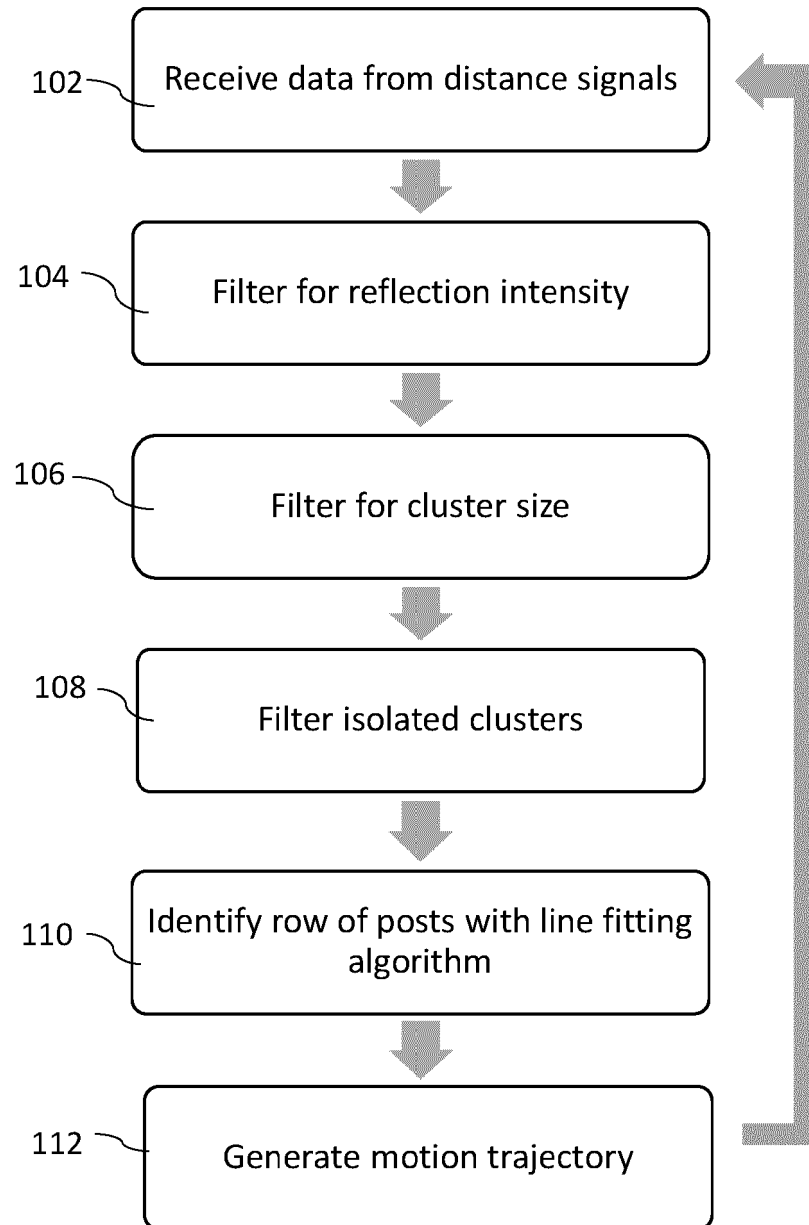 102
Receive data from distance signals
104
Filter for reflection intensity
106
Filter for cluster size
108
Filter isolated clusters
110
Identify row of posts with line fitting
algorithm
112
Generate motion trajectory